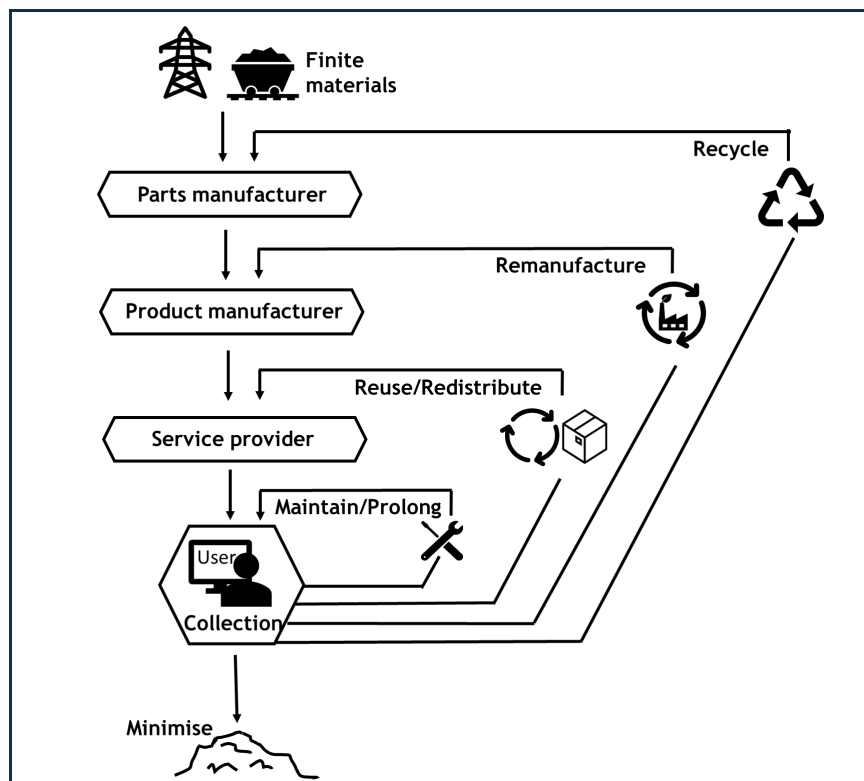 Finite
materials
Recycle
Parts manufacturer
Remanufacture
Product manufacturer
Reuse/Redistribute
Service provider
Maintain/Prolong
User
Collection
Minimise